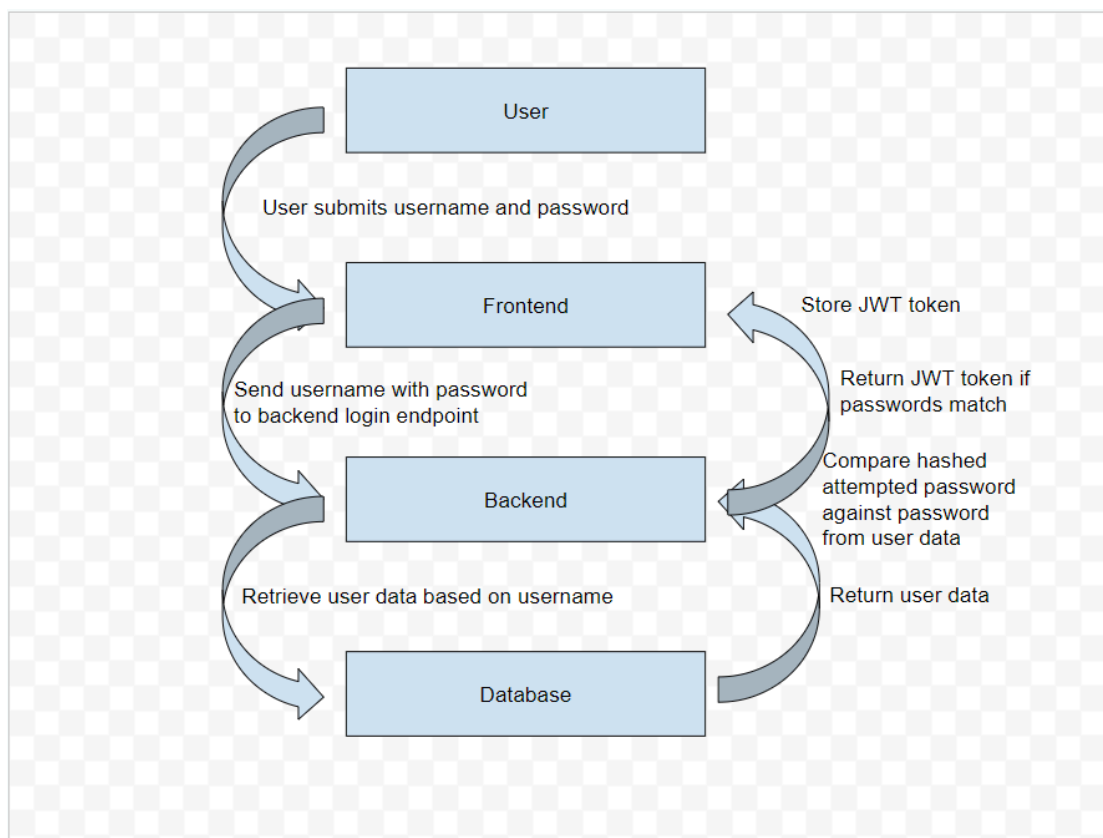 User
User submits username and password
Frontend
Store JWT token
Send username with password
to backend login endpoint
Return JWT token if
passwords match
Backend
Compare hashed
attempted password
against password
from user data
Retrieve user data based on username
Return user data
Database